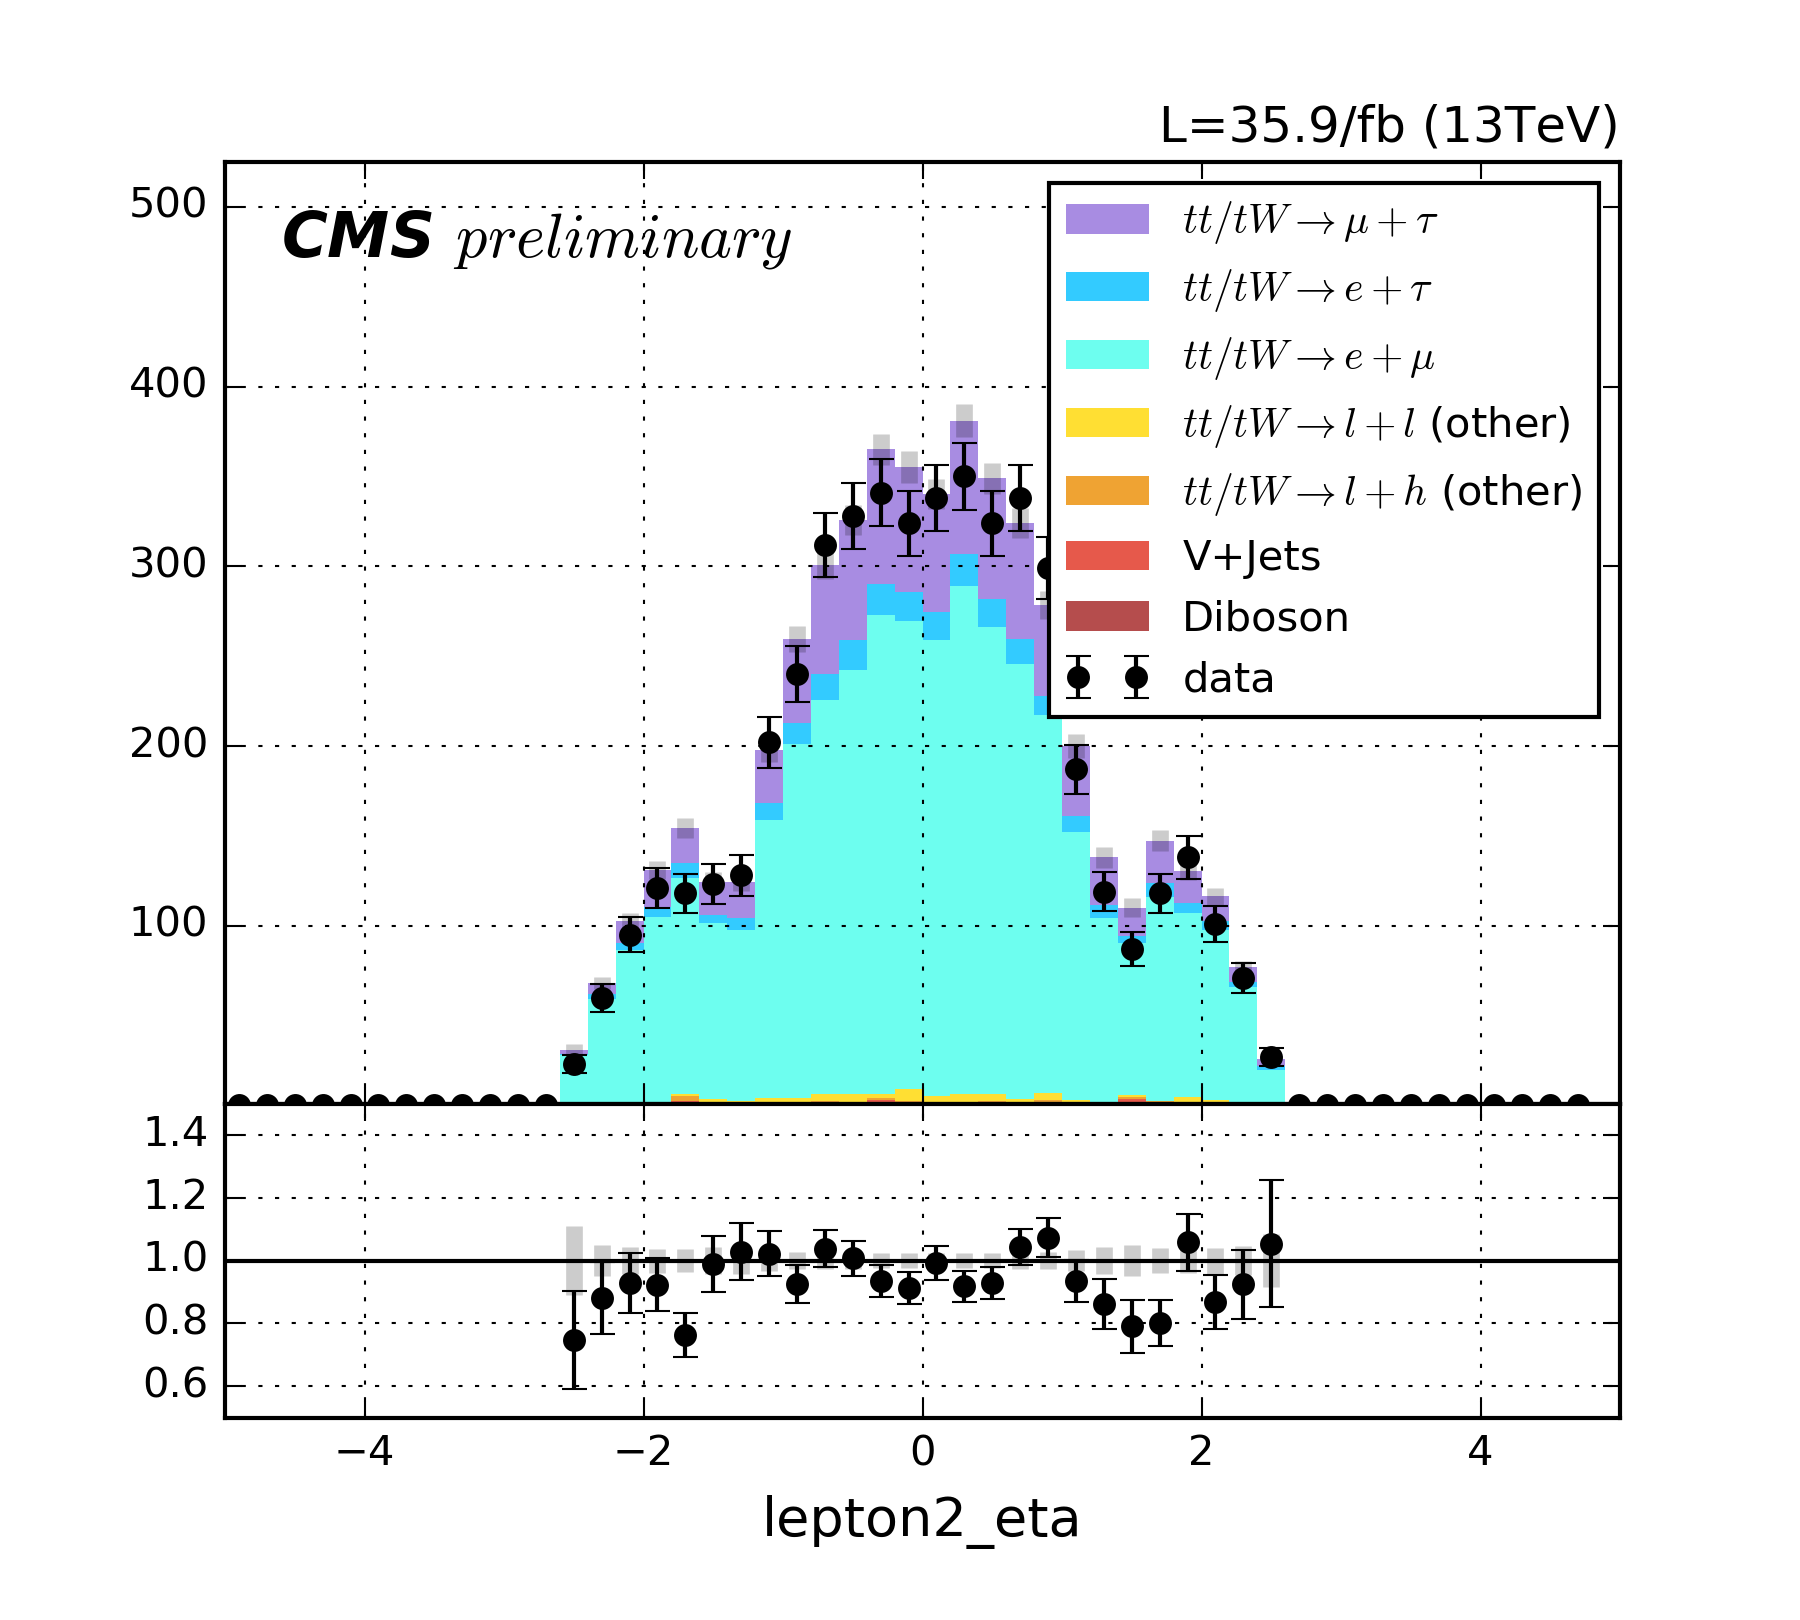 L=35.9/fb (13TeV)
CMS preliminary
500
400
300
200
100
tt/tW→μ+τ
tt/tW→e+τ
tt/tW→e+μ
tt/tW→l+l (other)
tt/tW→l+h (other)
V+Jets
Diboson
data
1.4
1.2
1.0
0.8
0.6
−4 −2 0 2 4
lepton2_eta